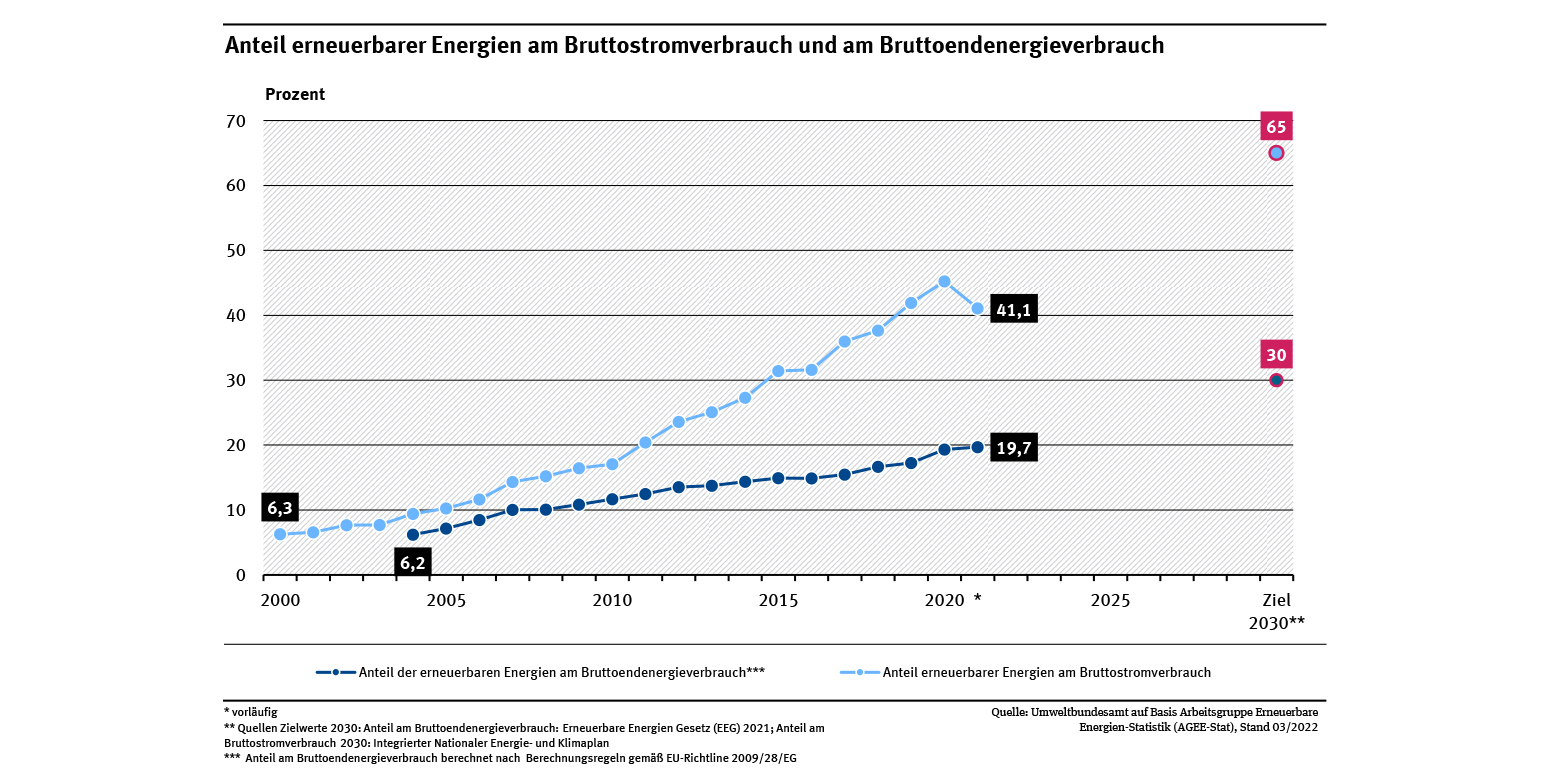 Anteil erneuerbarer Energien am Bruttostromverbrauch und am Bruttoendenergieverbrauch
Prozent
70
65
60
50
40
41,1
30
30
20
19,7
10
6,3
6,2
0
2000 2005 2010 2015 2020 * 2025 Ziel
2030**
Anteil der erneuerbaren Energien am Bruttoendenergieverbrauch***
Anteil erneuerbarer Energien am Bruttostromverbrauch
* vorläufig
** Quellen Zielwerte 2030: Anteil am Bruttoendenergieverbrauch: Erneuerbare Energien Gesetz (EEG) 2021; Anteil am
Bruttostromverbrauch 2030: Integrierter Nationaler Energie- und Klimaplan
*** Anteil am Bruttoendenergieverbrauch berechnet nach Berechnungsregeln gemäß EU-Richtline 2009/28/EG
Quelle: Umweltbundesamt auf Basis Arbeitsgruppe Erneuerbare
Energien-Statistik (AGEE-Stat), Stand 03/2022